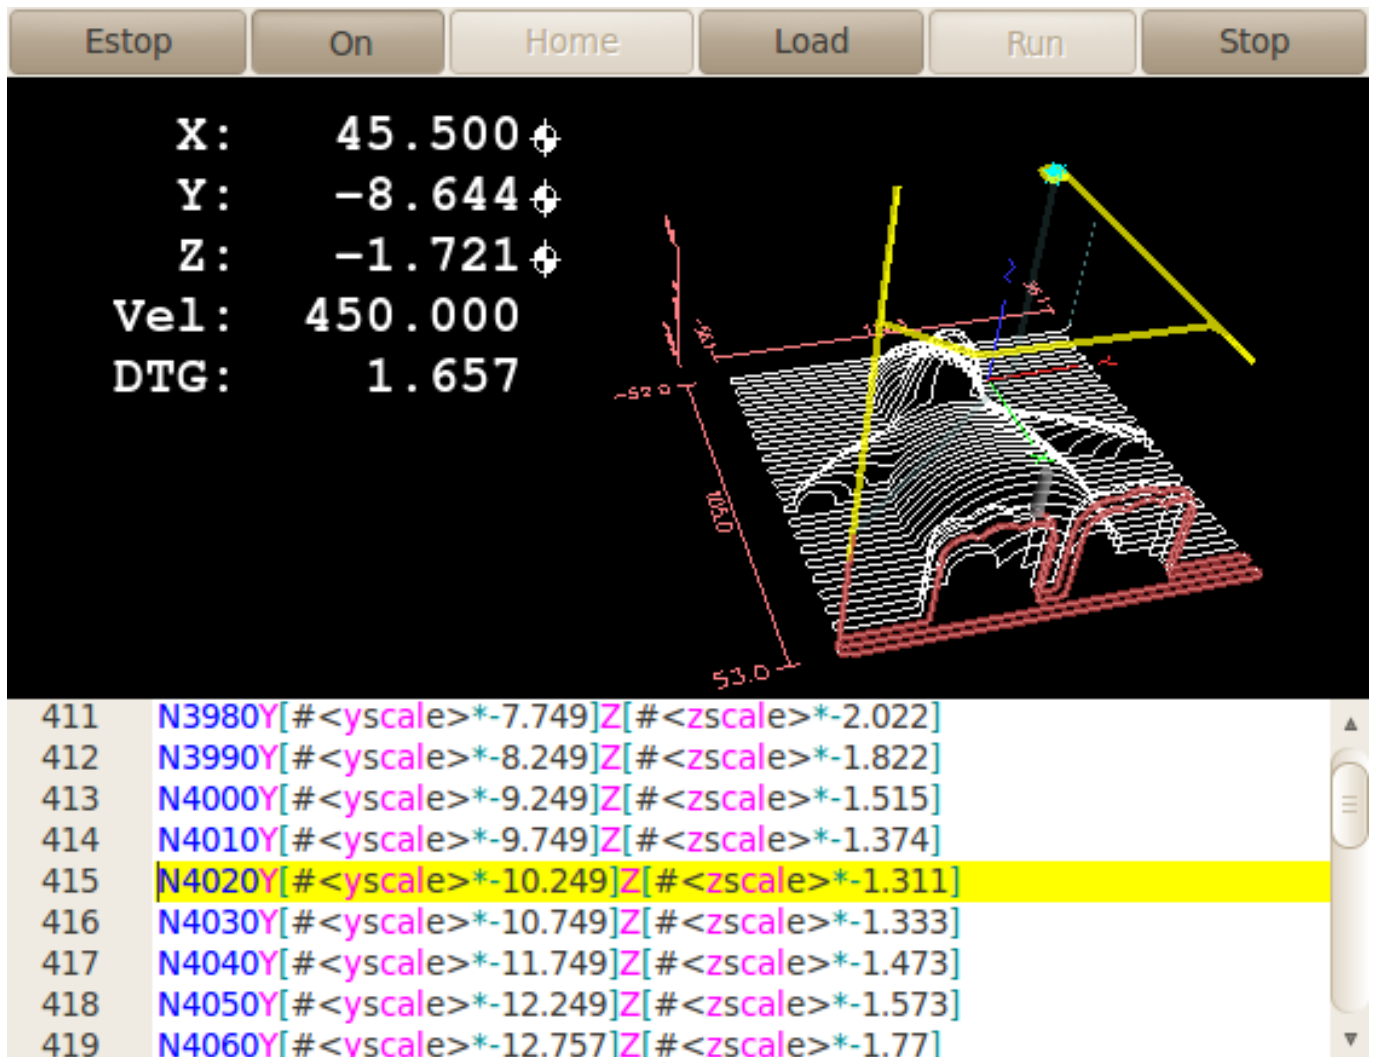 Estop On Home Load Run Stop
X: 45.500
Y: -8.644
Z: -1.721
Vel: 450.000
DTG: 1.657
-52.0
105.0
53.0
411 N3980Y[#<yscale>*-7.749]Z[#<zscale>*-2.022]
412 N3990Y[#<yscale>*-8.249]Z[#<zscale>*-1.822]
413 N4000Y[#<yscale>*-9.249]Z[#<zscale>*-1.515]
414 N4010Y[#<yscale>*-9.749]Z[#<zscale>*-1.374]
415 N4020Y[#<yscale>*-10.249]Z[#<zscale>*-1.311]
416 N4030Y[#<yscale>*-10.749]Z[#<zscale>*-1.333]
417 N4040Y[#<yscale>*-11.749]Z[#<zscale>*-1.473]
418 N4050Y[#<yscale>*-12.249]Z[#<zscale>*-1.573]
419 N4060Y[#<yscale>*-12.757]Z[#<zscale>*-1.77]